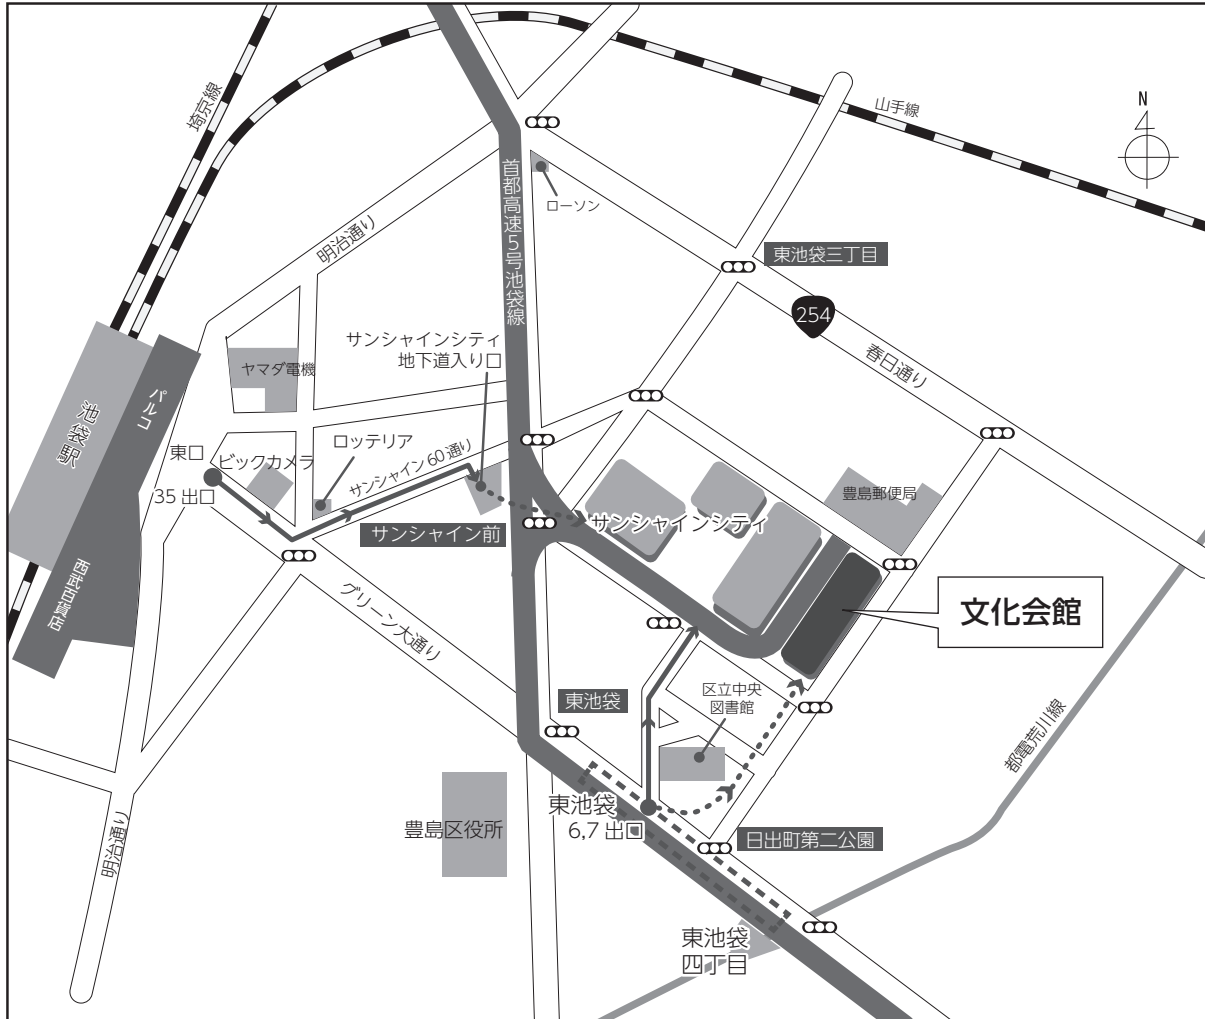 埼京線
山手線
N
首都高速5号池袋線
ローソン
明治通り
東池袋三丁目
254
春日通り
サンシャインシティ
地下道入り口
ヤマダ電機
パルコ
池袋駅
東口
ビックカメラ
ロッテリア
サンシャイン60通り
35出口
サンシャイン前
サンシャインシティ
豊島郵便局
西武百貨店
グリーン大通り
文化会館
東池袋
区立中央
図書館
都電荒川線
東池袋
6,7出口
豊島区役所
日出町第二公園
明治通り
東池袋
四丁目